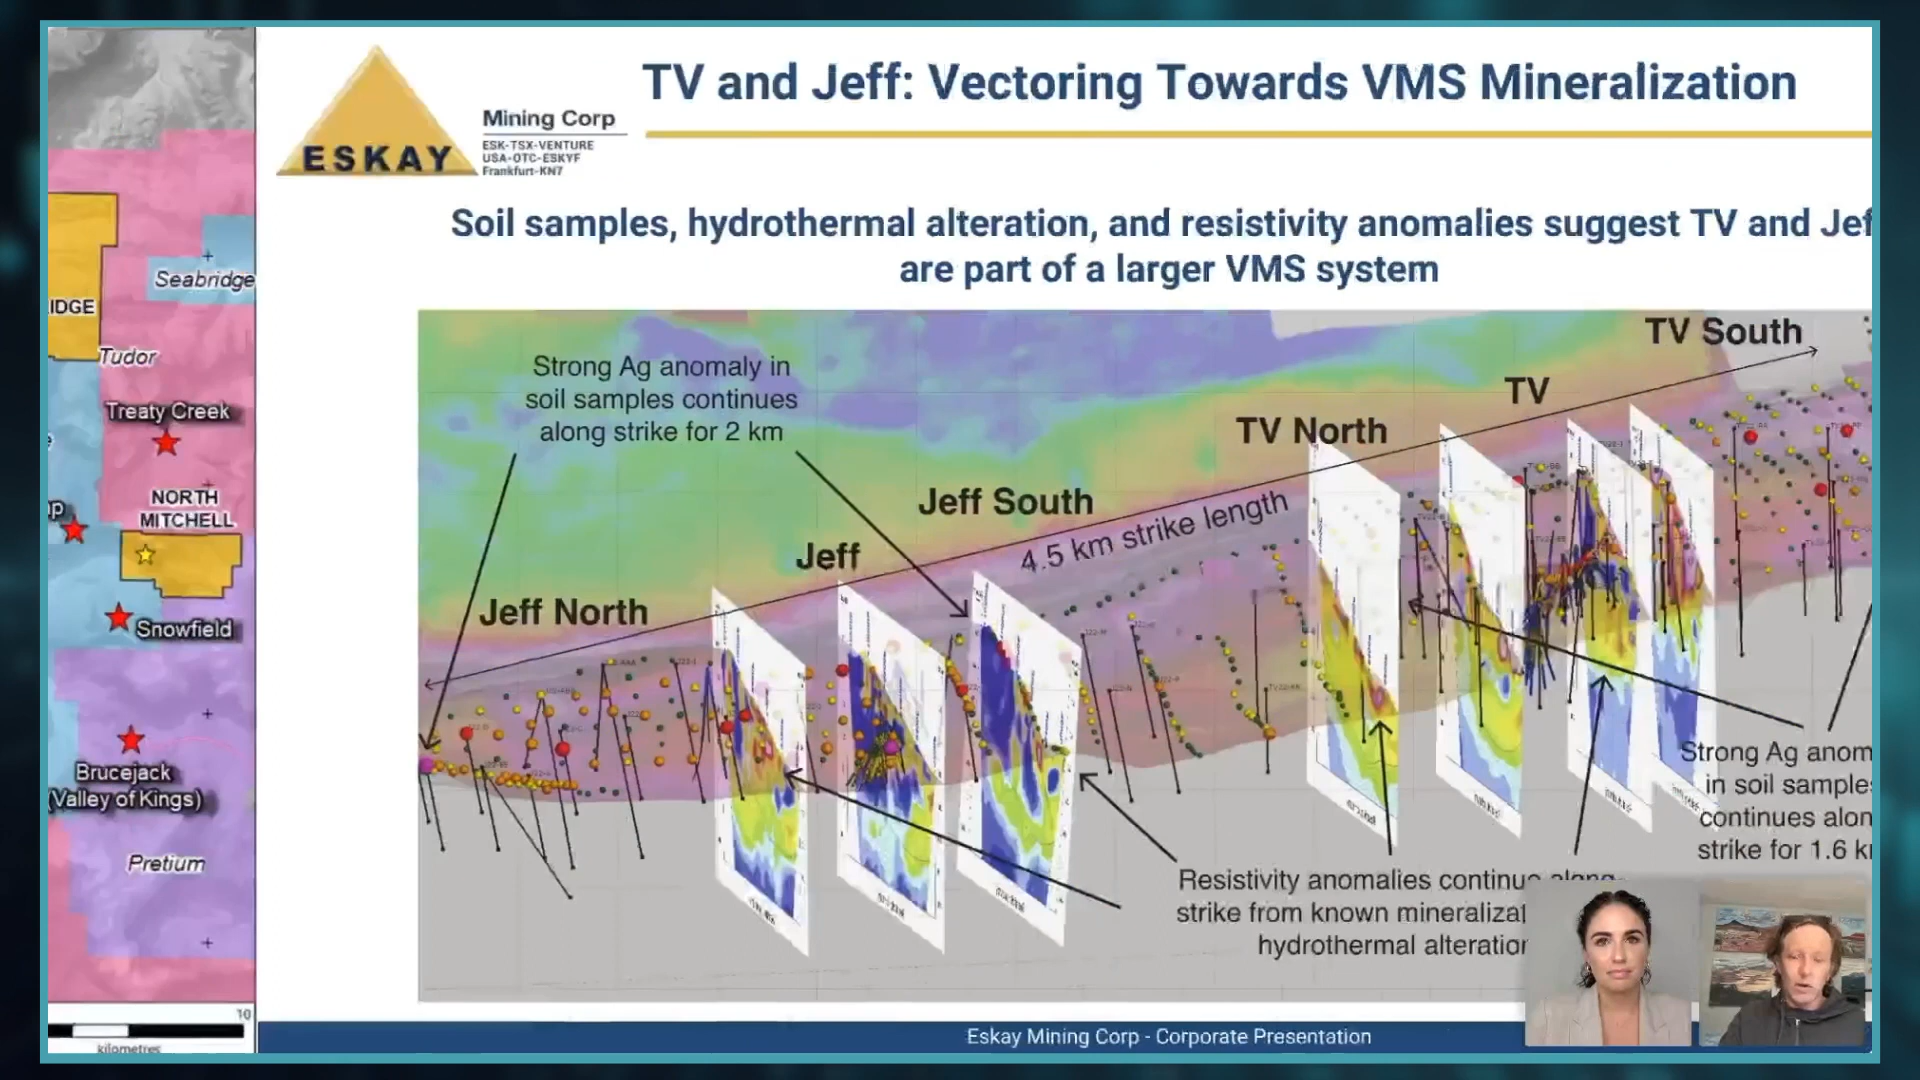 Seabridge
IDGE
Tudor
Treaty Creek
NORTH
MITCHELL
Snowfield
Brucejack
(Valley of Kings)
Pretium
10
kilometres
ESKAY
Mining Corp
ESK-TSX-VENTURE
USA-OTC-ESKYF
Frankfurt-KN7
TV and Jeff: Vectoring Towards VMS Mineralization
Soil samples, hydrothermal alteration, and resistivity anomalies suggest TV and Jef
are part of a larger VMS system
Strong Ag anomaly in
soil samples continues
along strike for 2 km
TV South
TV
TV North
Jeff South
4.5 km strike length
Jeff
Jeff North
Strong Ag anom
in soil samples
continues alon
strike for 1.6 k
Resistivity anomalies continue along
strike from known mineralizat
hydrothermal alteration
Eskay Mining Corp - Corporate Presentation